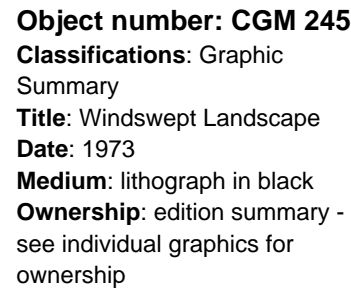 Object number: CGM 245
Classifications: Graphic
Summary
Title: Windswept Landscape
Date: 1973
Medium: lithograph in black
Ownership: edition summary -
see individual graphics for
ownership